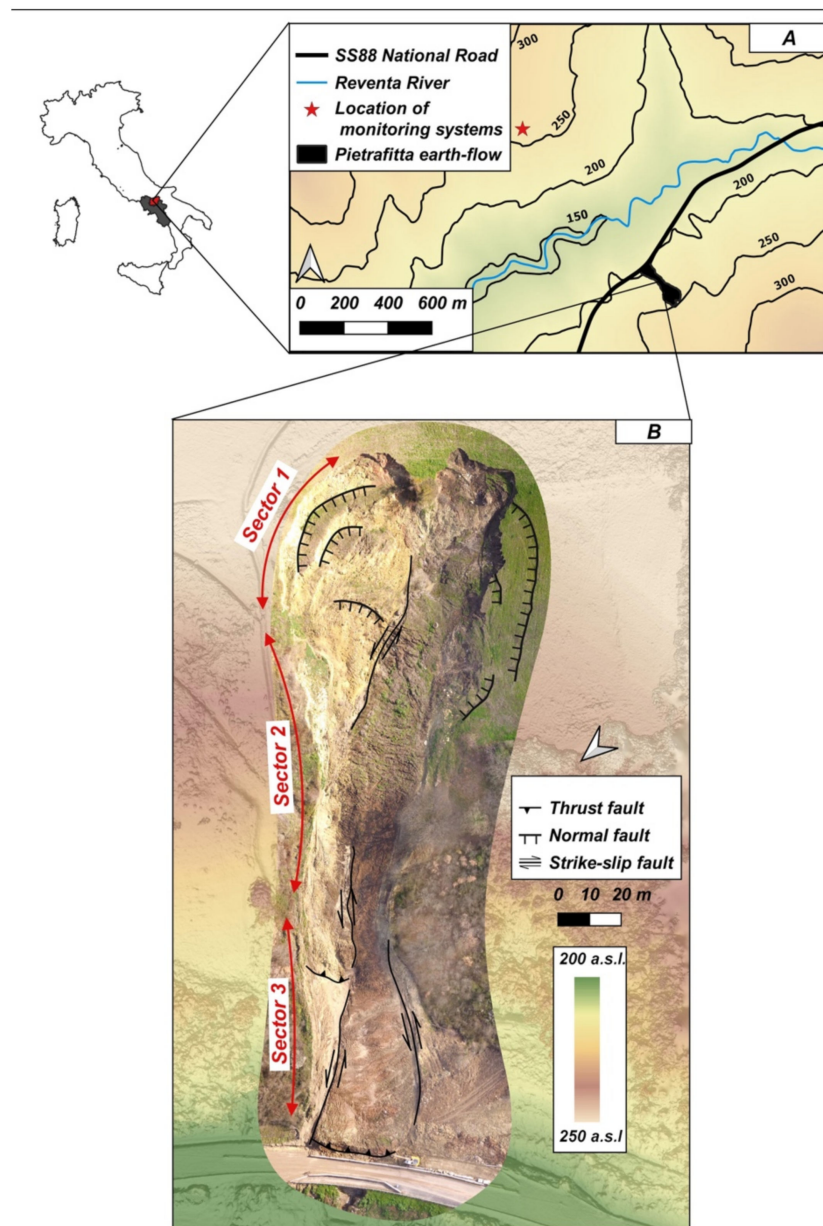 A
SS88 National Road
Reventa River
Location of
monitoring systems
Pietrafitta earth-flow
0 200 400 600 m
300
250
200
150
200
250
300
B
Sector 1
Sector 2
Sector 3
Thrust fault
Normal fault
Strike-slip fault
0 10 20 m
200 a.s.l.
250 a.s.l